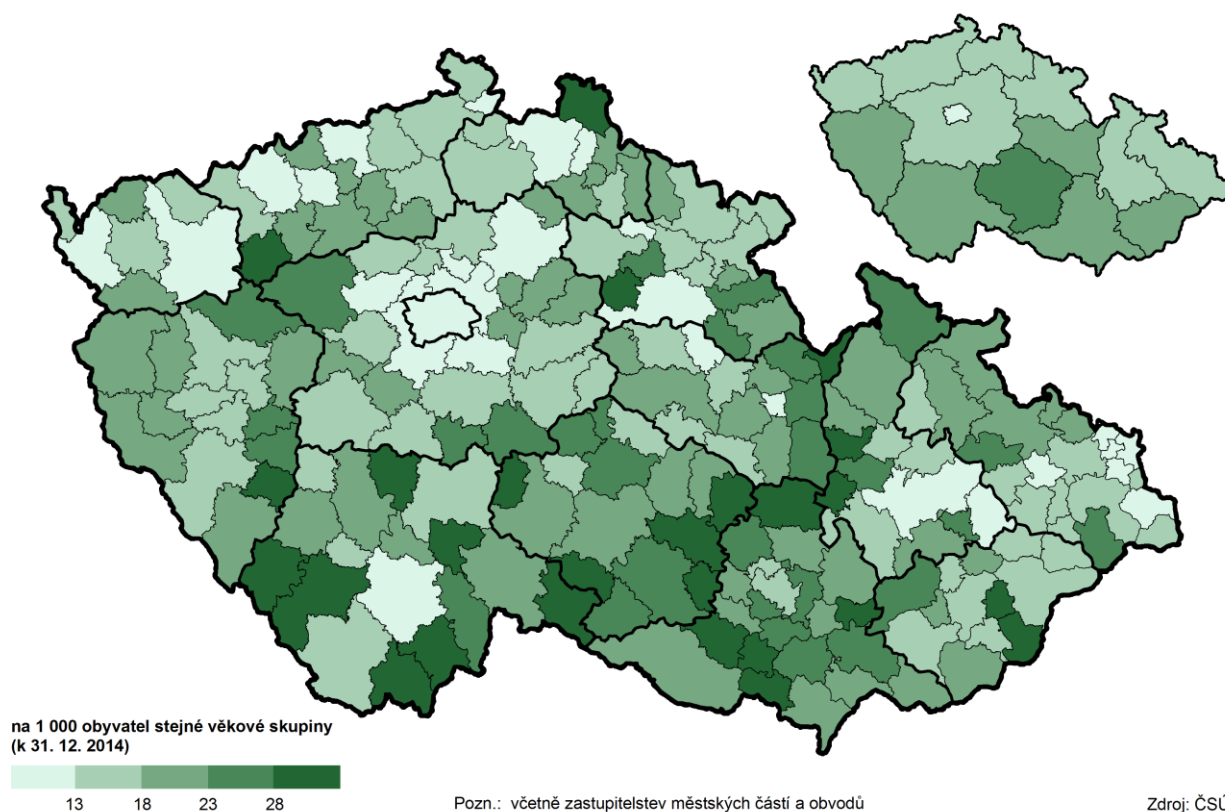 na 1 000 obyvatel stejné věkové skupiny
(k 31. 12. 2014)
13 18 23 28
Pozn.: včetně zastupitelstev městských částí a obvodů
Zdroj: ČSÚ